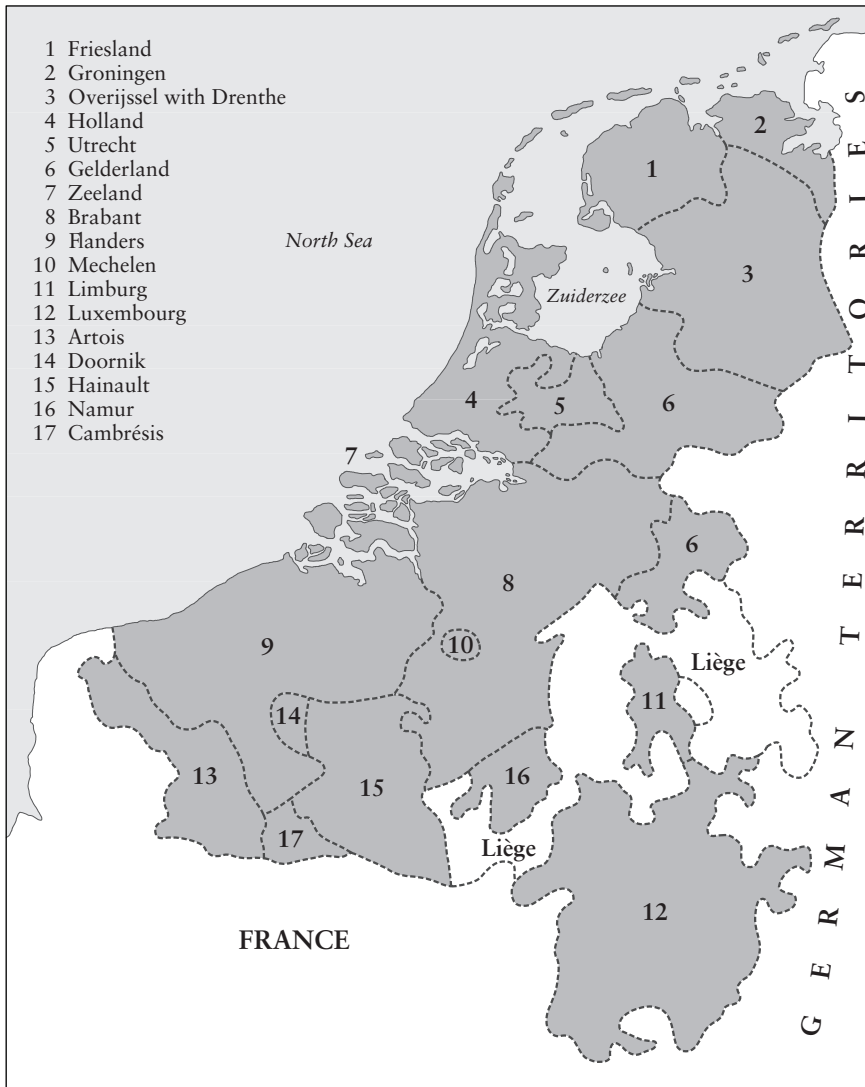 1 Friesland
2 Groningen
3 Overijssel with Drenthe
4 Holland
5 Utrecht
6 Gelderland
7 Zeeland
8 Brabant
9 Flanders
10 Mechelen
11 Limburg
12 Luxembourg
13 Artois
14 Doornik
15 Hainault
16 Namur
17 Cambrésis
North Sea
Zuiderzee
1
2
3
4
5
6
7
6
8
9
10
Liège
11
14
13
15
16
17
Liège
12
FRANCE
GERMAN TERRITORIES